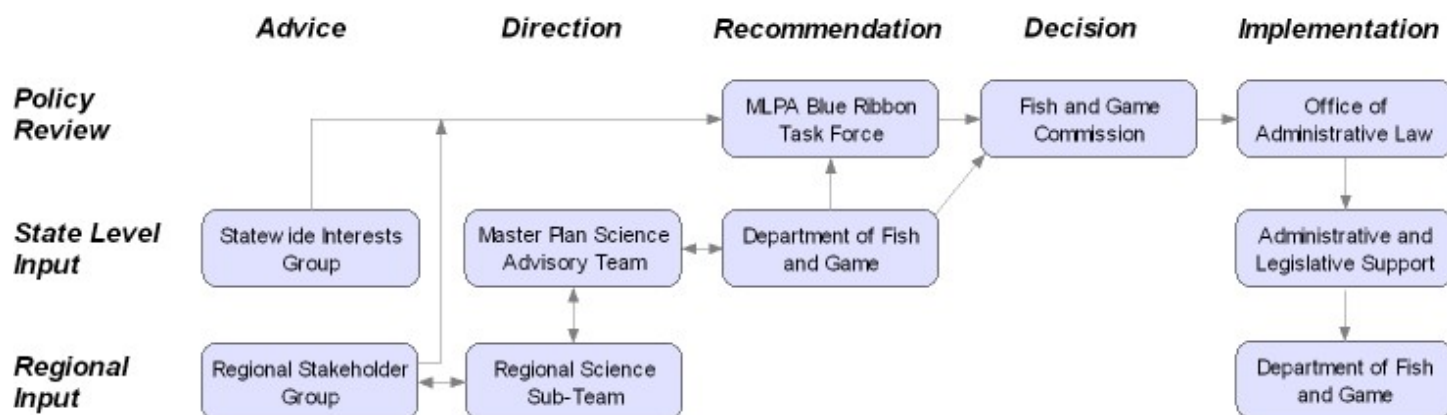 Advice
Direction
Recommendation
Decision
Implementation
Policy
Review
MLPA Blue Ribbon
Task Force
Fish and Game
Commission
Office of
Administrative Law
State Level
Input
Statewide Interests
Group
Master Plan Science
Advisory Team
Department of Fish
and Game
Administrative and
Legislative Support
Regional
Input
Regional Stakeholder
Group
Regional Science
Sub-Team
Department of Fish
and Game